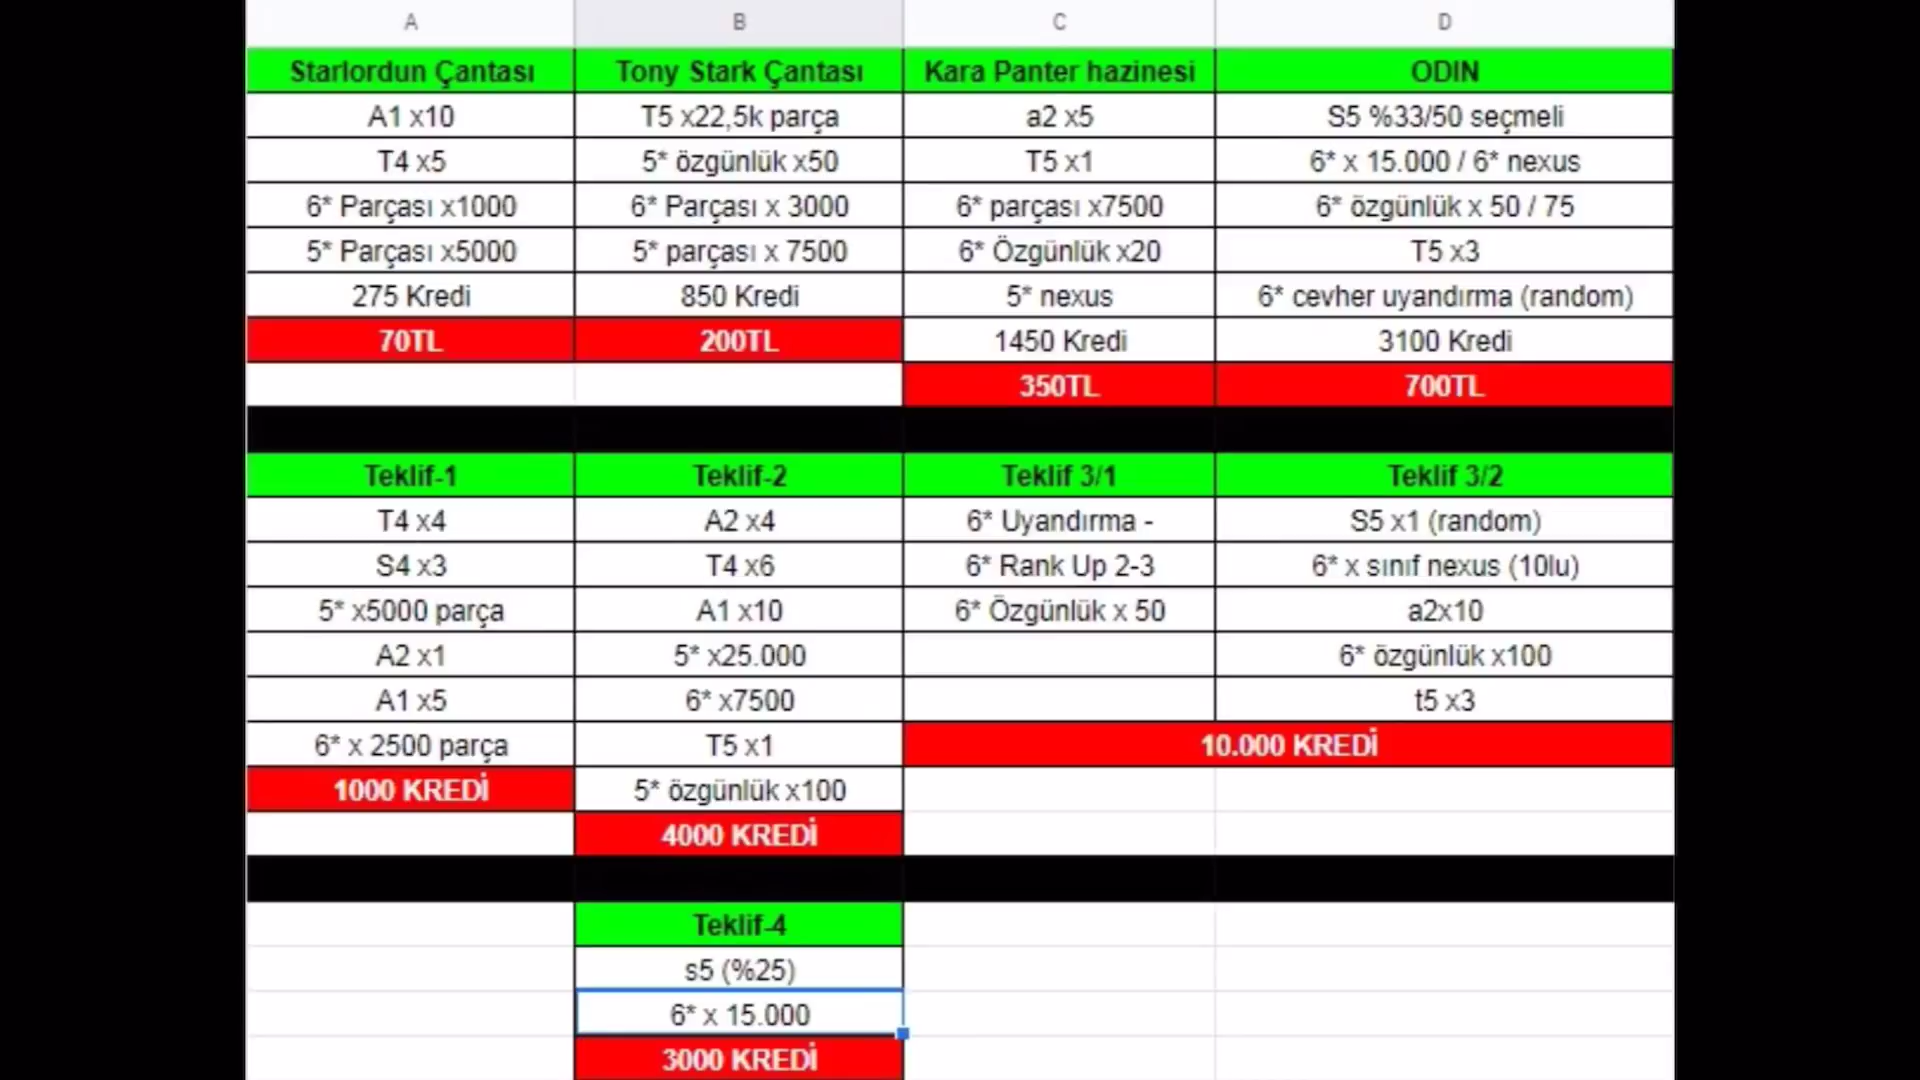 A B C D
Starlordun Çantası Tony Stark Çantası Kara Panter hazinesi ODIN
A1 x10 T5 x22,5k parça a2 x5 S5 %33/50 seçmeli
T4 x5 5* özgünlük x50 T5 x1 6* x 15.000 / 6* nexus
6* Parçası x1000 6* Parçası x 3000 6* parçası x7500 6* özgünlük x 50 / 75
5* Parçası x5000 5* parçası x 7500 6* Özgünlük x20 T5 x3
275 Kredi 850 Kredi 5* nexus 6* cevher uyandırma (random)
70TL 200TL 1450 Kredi 3100 Kredi
350TL 700TL
Teklif-1 Teklif-2 Teklif 3/1 Teklif 3/2
T4 x4 A2 x4 6* Uyandırma - S5 x1 (random)
S4 x3 T4 x6 6* Rank Up 2-3 6* x sınıf nexus (10lu)
5* x5000 parça A1 x10 6* Özgünlük x 50 a2x10
A2 x1 5* x25.000 6* özgünlük x100
A1 x5 6* x7500 t5 x3
6* x 2500 parça T5 x1 10.000 KREDİ
1000 KREDİ 5* özgünlük x100
4000 KREDİ
Teklif-4
s5 (%25)
6* x 15.000
3000 KREDİ